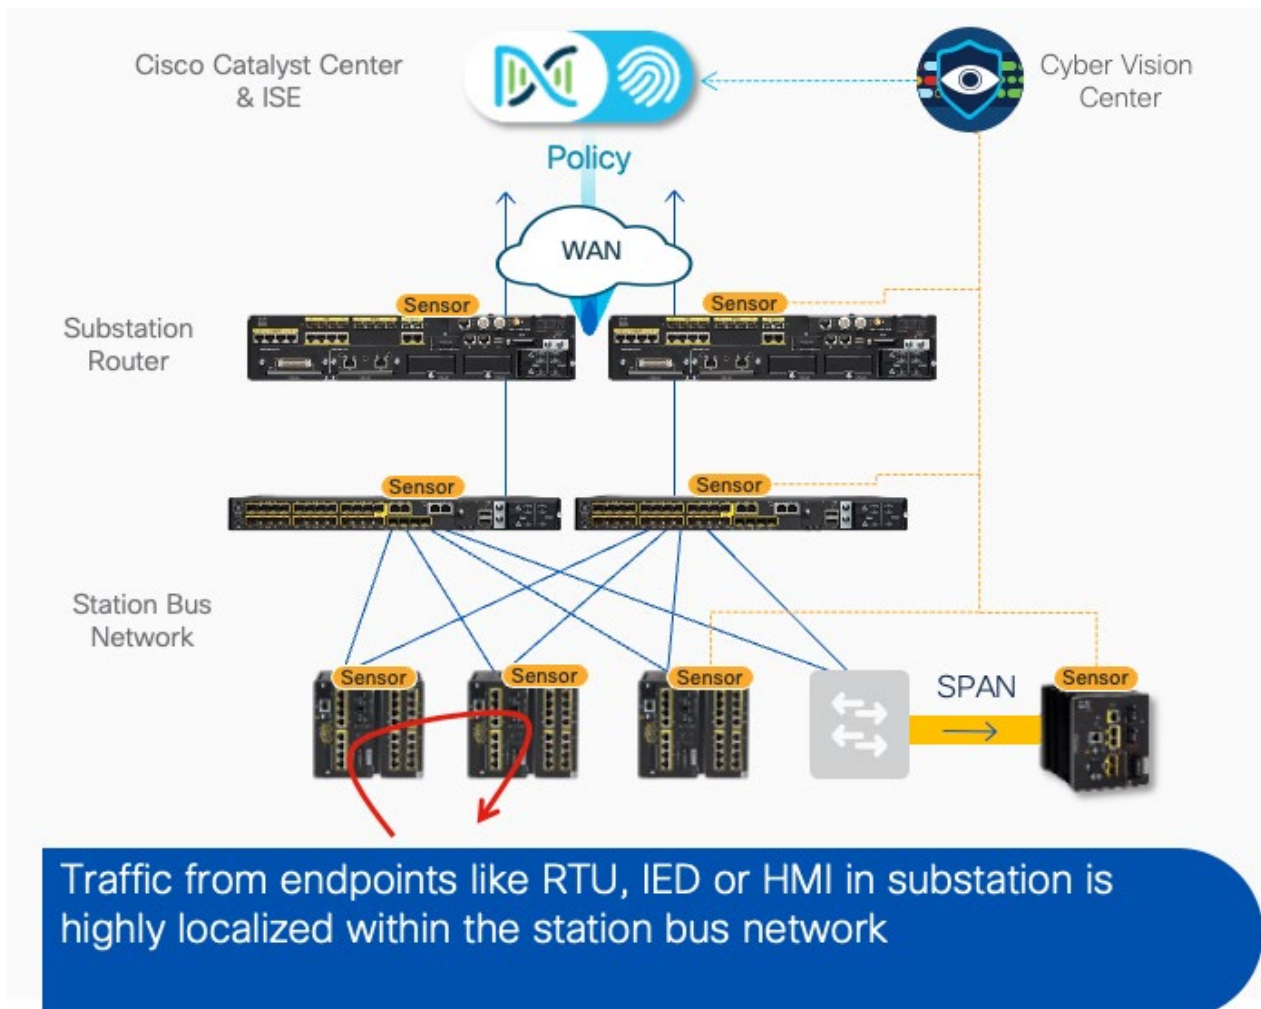 Cisco Catalyst Center
& ISE
Cyber Vision
Center
Policy
WAN
Sensor
Sensor
Substation
Router
Sensor
Sensor
Station Bus
Network
Sensor
Sensor
Sensor
SPAN
Sensor
Traffic from endpoints like RTU, IED or HMI in substation is
highly localized within the station bus network